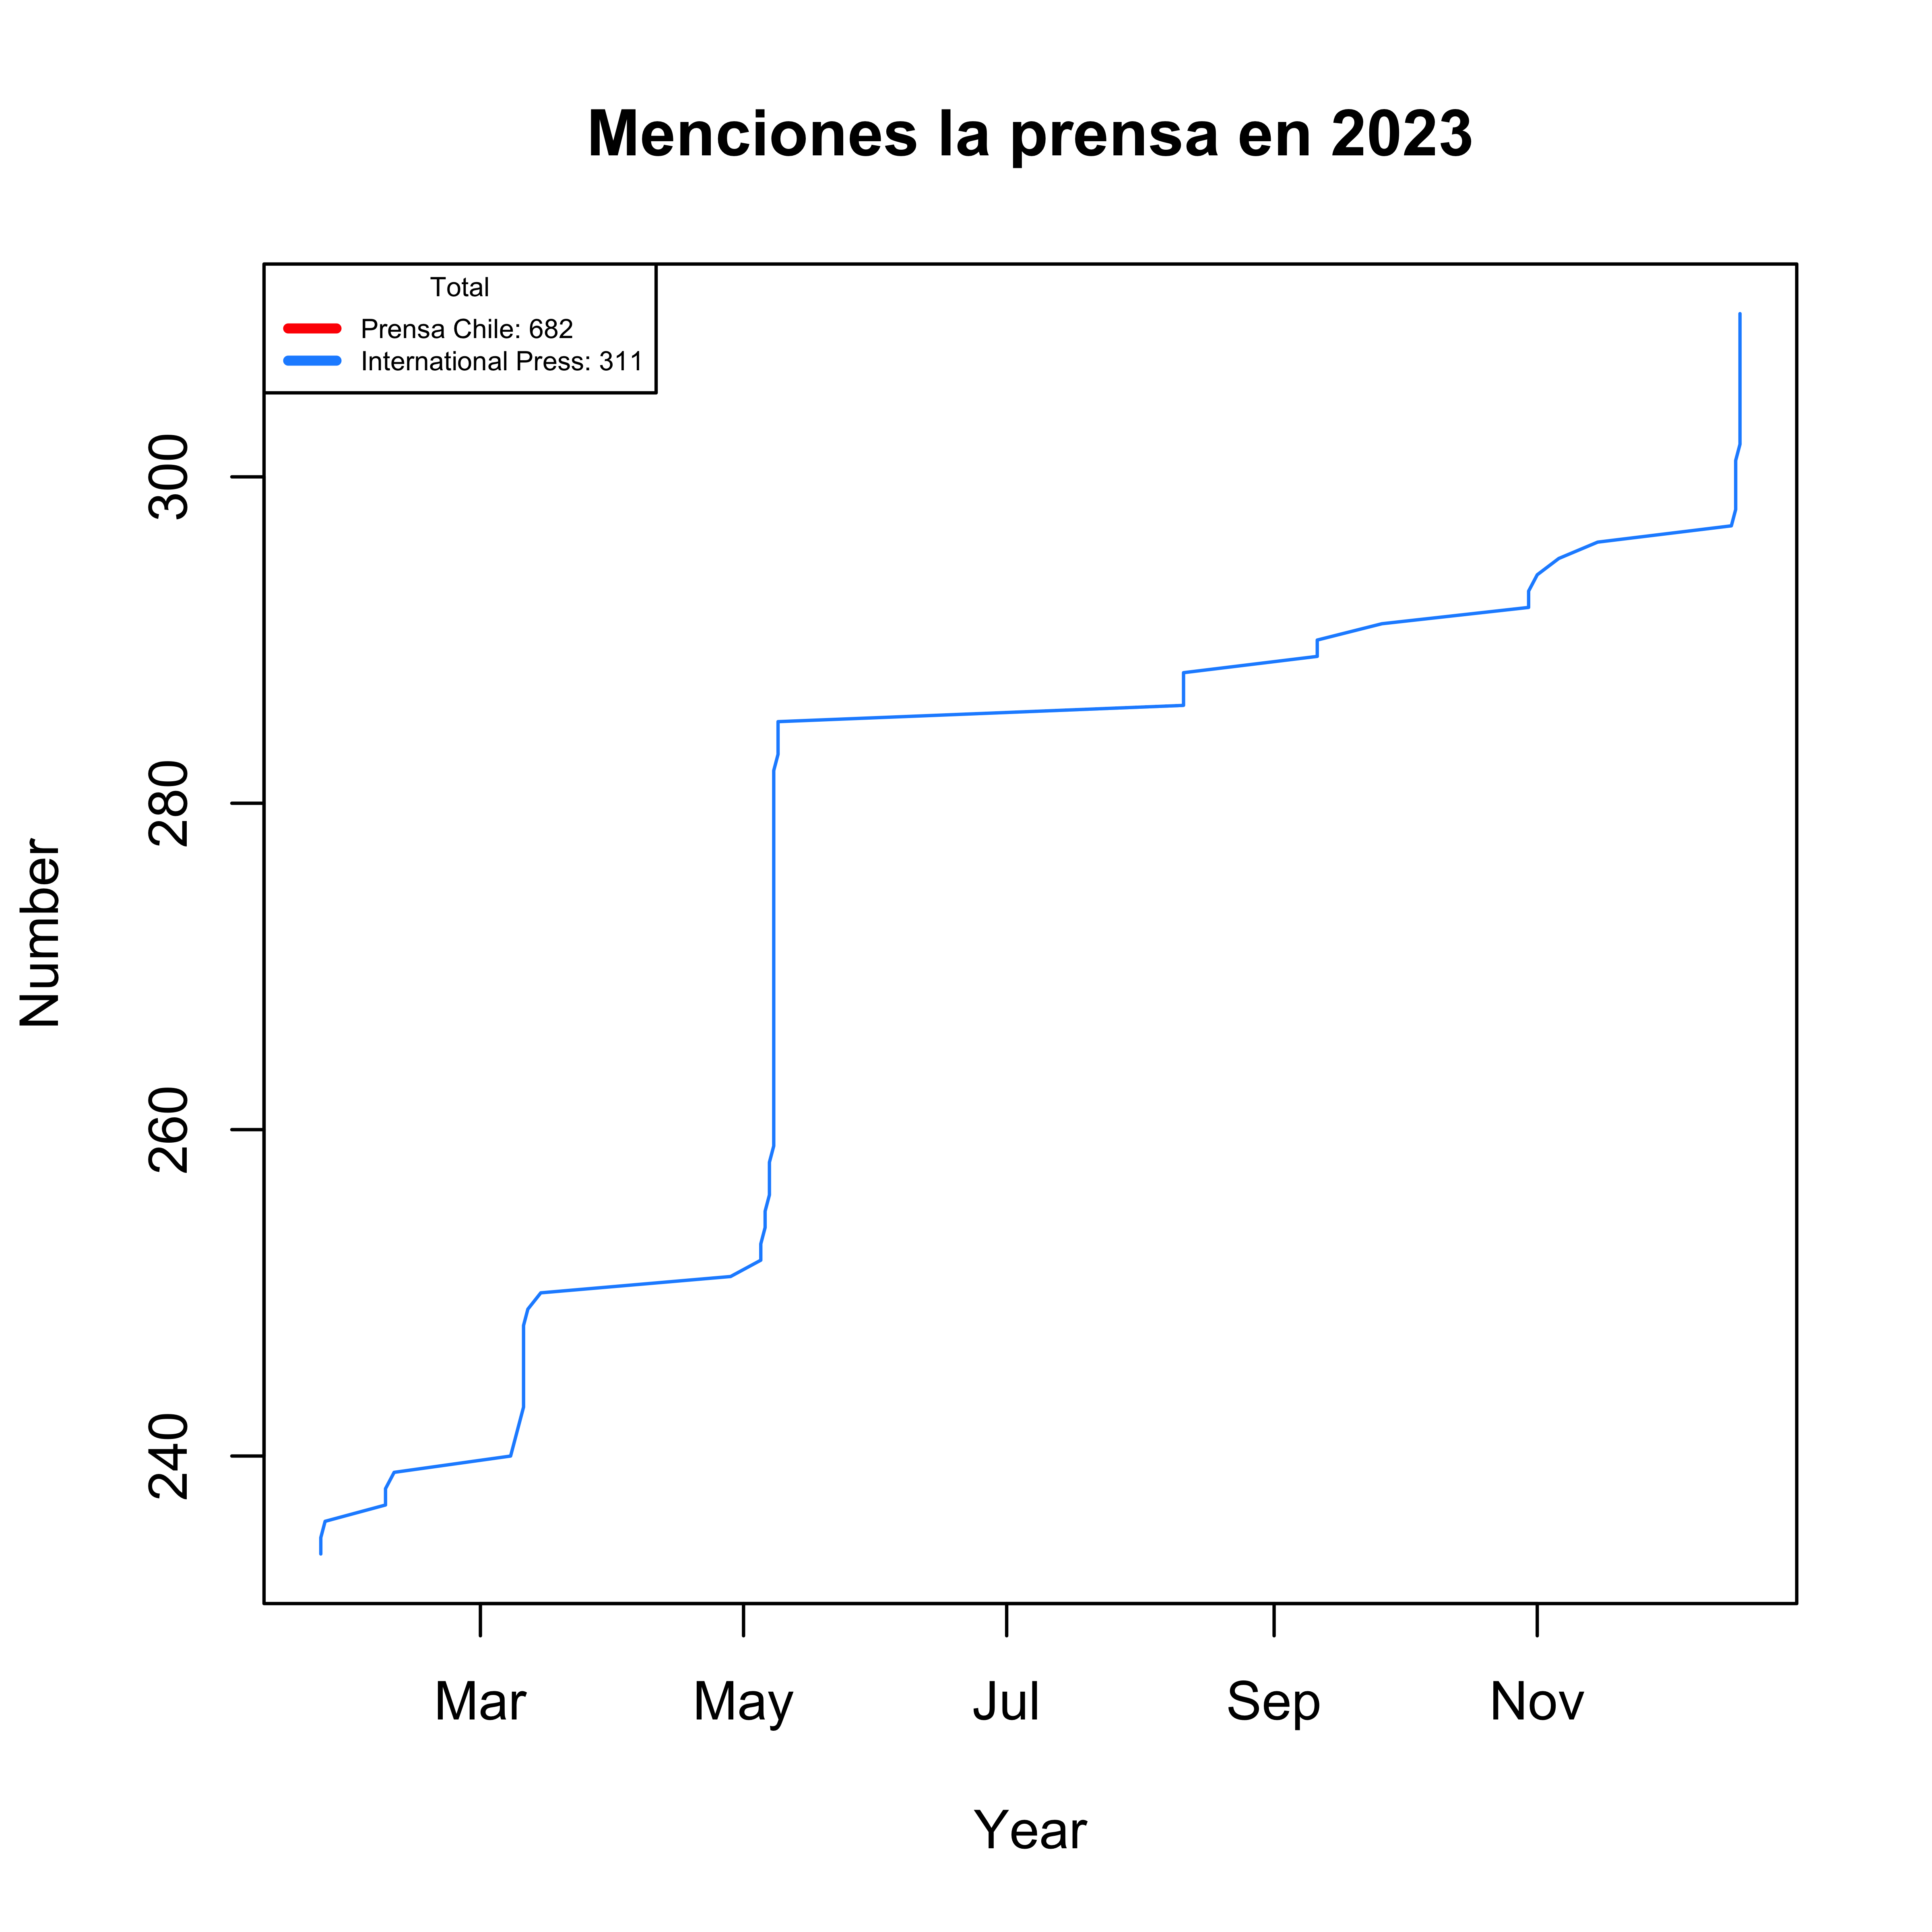 Menciones la prensa en 2023
Total
Prensa Chile: 682
International Press: 311
Number
300
280
260
240
Mar May Jul Sep Nov
Year